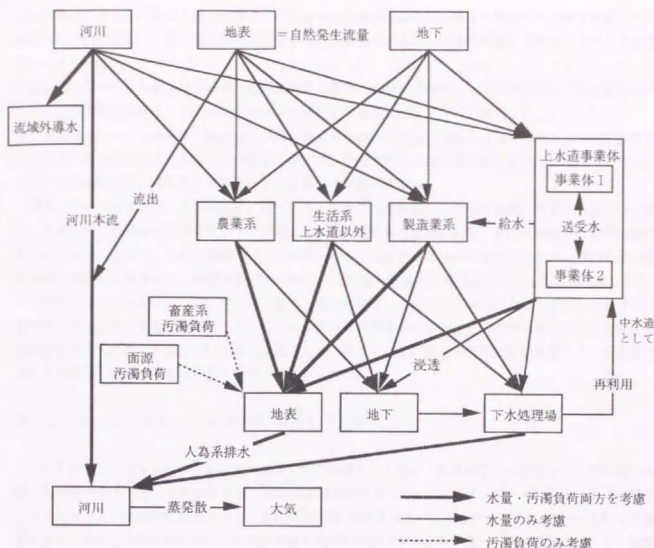 河川
地表
=自然発生流量
地下
流域外導水
上水道事業体
事業体1
送受水
事業体2
流出
河川本流
農業系
生活系
上水道以外
製造業系
給水
畜産系
汚濁負荷
面源
汚濁負荷
中水道
として
再利用
浸透
地表
地下
下水処理場
人為系排水
河川
蒸発散
大気
水量・汚濁負荷両方を考慮
水量のみ考慮
汚濁負荷のみ考慮